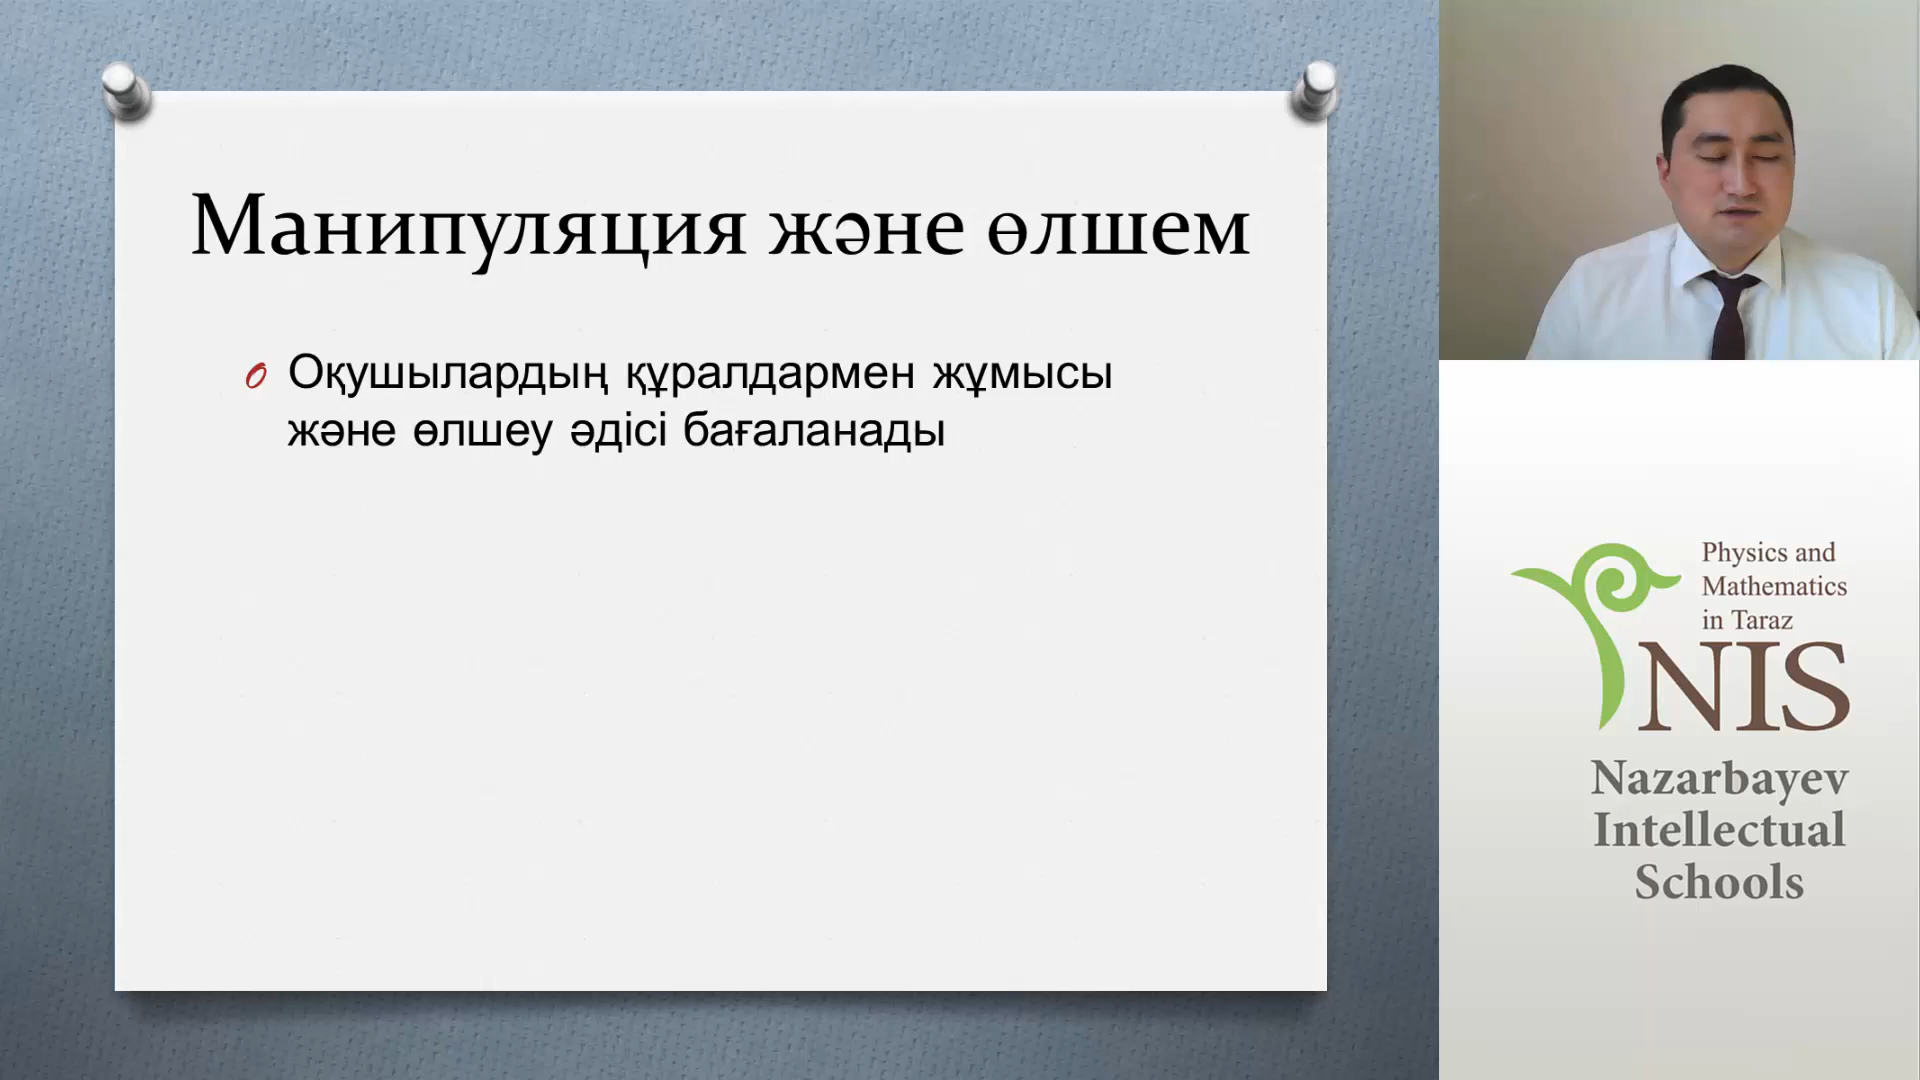 Манипуляция және өлшем
Оқушылардың құралдармен жұмысы
және өлшеу әдісі бағаланады
Physics and
Mathematics
in Taraz
NIS
Nazarbayev
Intellectual
Schools